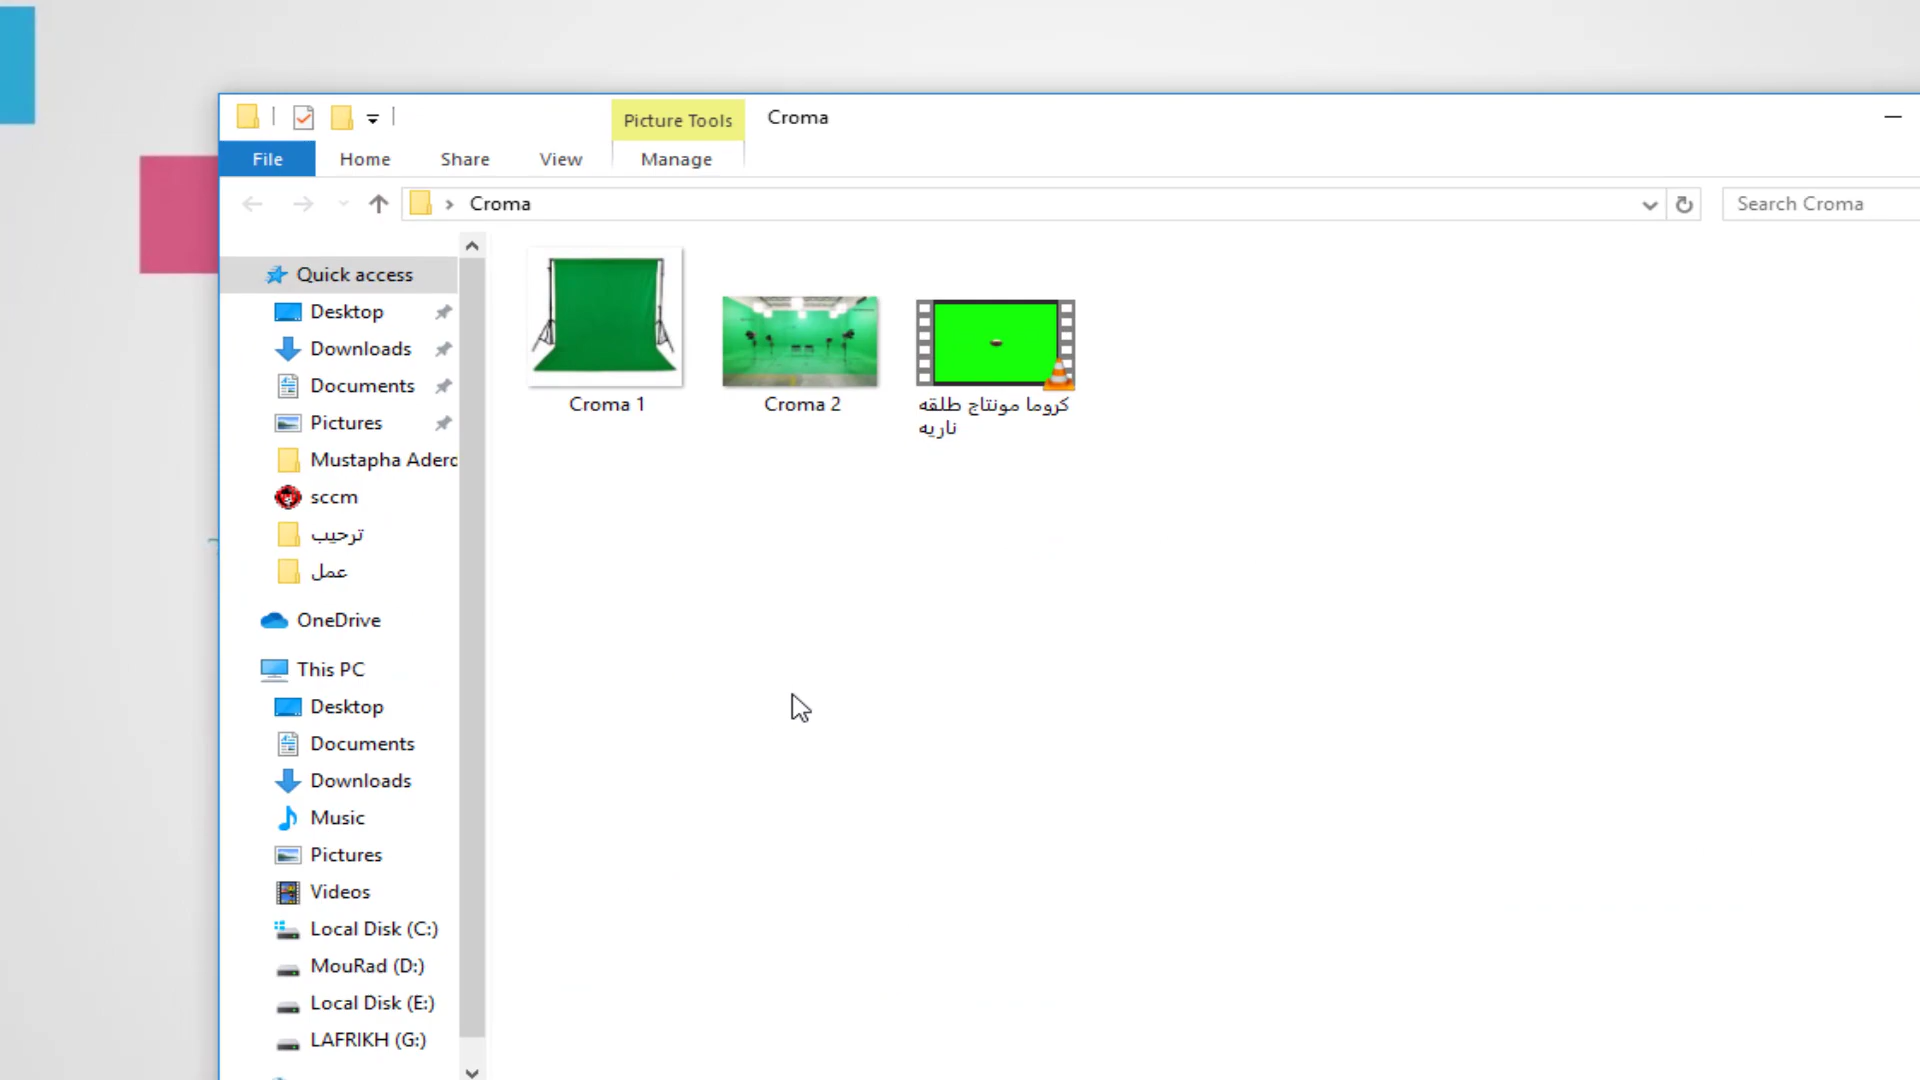 Picture Tools
Croma
File
Home
Share
View
Manage
Croma
Search Croma
Quick access
Desktop
Downloads
Documents
Pictures
sccm
ترحيب
عمل
OneDrive
This PC
Desktop
Documents
Downloads
Music
Pictures
Videos
Local Disk (C:)
MouRad (D:)
Local Disk (E:)
LAFRIKH (G:)
Croma 1
Croma 2
كروما مونتاج طلقه
ناريه
Mustapha